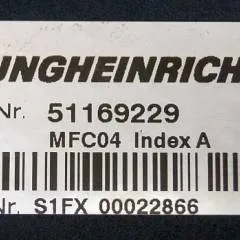 UNGHEINRICH
Nr. 51169229
MFC04 Index A
Nr. S1FX 00022866